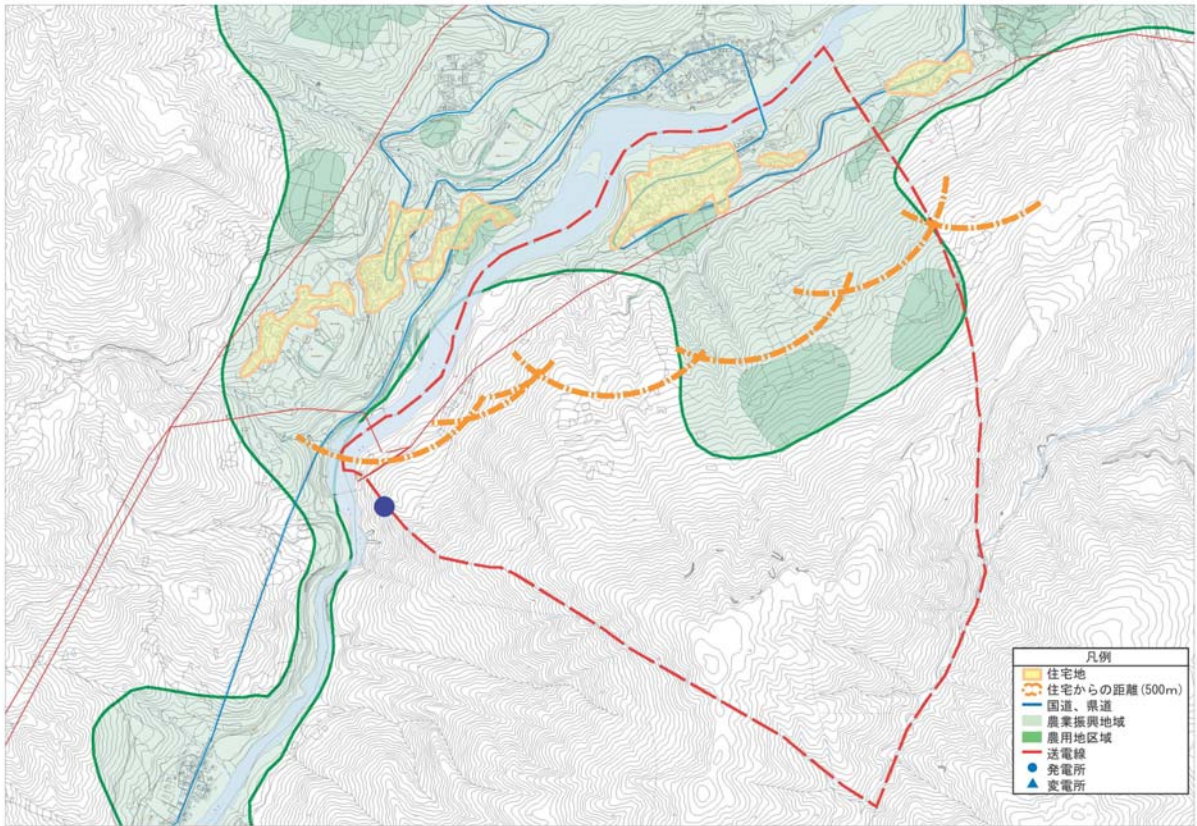 凡例
住宅地
住宅からの距離(500m)
国道、県道
農業振興地域
農用地区域
送電線
発電所
変電所